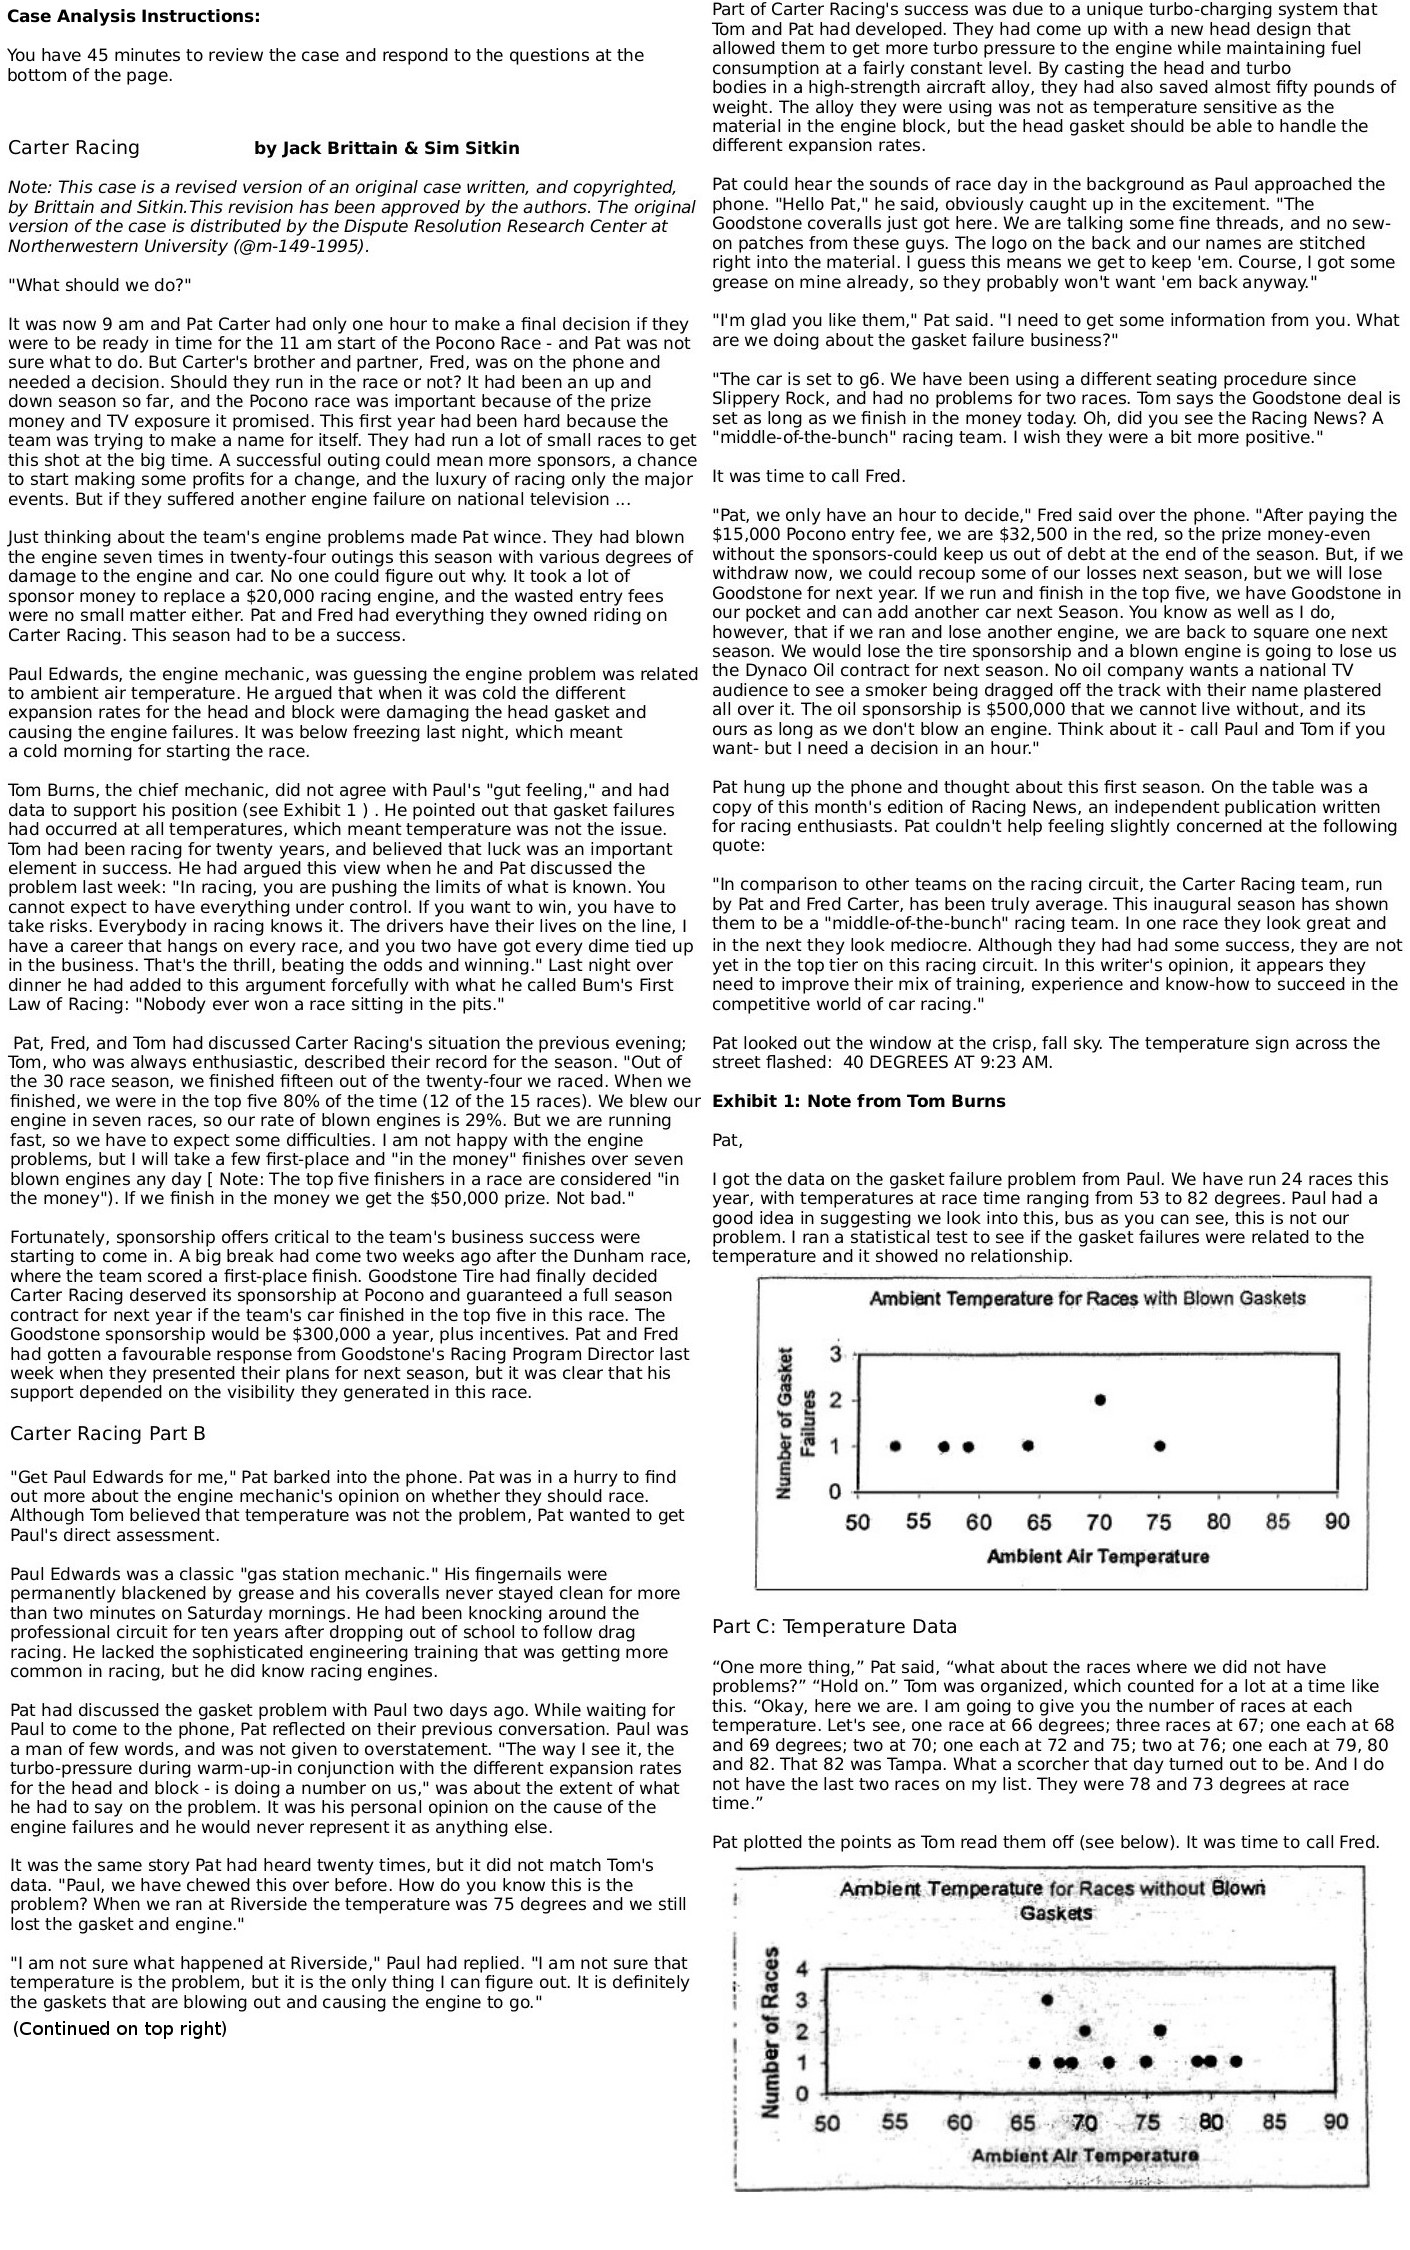 Case Analysis Instructions:
You have 45 minutes to review the case and respond to the questions at the
bottom of the page.
Carter Racing by Jack Brittain & Sim Sitkin
Note: This case is a revised version of an original case written, and copyrighted,
by Brittain and Sitkin.This revision has been approved by the authors. The original
version of the case is distributed by the Dispute Resolution Research Center at
Northerwestern University (@m-149-1995).
"What should we do?"
It was now 9 am and Pat Carter had only one hour to make a final decision if they
were to be ready in time for the 11 am start of the Pocono Race - and Pat was not
sure what to do. But Carter's brother and partner, Fred, was on the phone and
needed a decision. Should they run in the race or not? It had been an up and
down season so far, and the Pocono race was important because of the prize
money and TV exposure it promised. This first year had been hard because the
team was trying to make a name for itself. They had run a lot of small races to get
this shot at the big time. A successful outing could mean more sponsors, a chance
to start making some profits for a change, and the luxury of racing only the major
events. But if they suffered another engine failure on national television ...
Just thinking about the team's engine problems made Pat wince. They had blown
the engine seven times in twenty-four outings this season with various degrees of
damage to the engine and car. No one could figure out why. It took a lot of
sponsor money to replace a $20,000 racing engine, and the wasted entry fees
were no small matter either. Pat and Fred had everything they owned riding on
Carter Racing. This season had to be a success.
Paul Edwards, the engine mechanic, was guessing the engine problem was related
to ambient air temperature. He argued that when it was cold the different
expansion rates for the head and block were damaging the head gasket and
causing the engine failures. It was below freezing last night, which meant
a cold morning for starting the race.
Tom Burns, the chief mechanic, did not agree with Paul's "gut feeling," and had
data to support his position (see Exhibit 1 ) . He pointed out that gasket failures
had occurred at all temperatures, which meant temperature was not the issue.
Tom had been racing for twenty years, and believed that luck was an important
element in success. He had argued this view when he and Pat discussed the
problem last week: "In racing, you are pushing the limits of what is known. You
cannot expect to have everything under control. If you want to win, you have to
take risks. Everybody in racing knows it. The drivers have their lives on the line, I
have a career that hangs on every race, and you two have got every dime tied up
in the business. That's the thrill, beating the odds and winning." Last night over
dinner he had added to this argument forcefully with what he called Bum's First
Law of Racing: "Nobody ever won a race sitting in the pits."
Pat, Fred, and Tom had discussed Carter Racing's situation the previous evening;
Tom, who was always enthusiastic, described their record for the season. "Out of
the 30 race season, we finished fifteen out of the twenty-four we raced. When we
finished, we were in the top five 80% of the time (12 of the 15 races). We blew our
engine in seven races, so our rate of blown engines is 29%. But we are running
fast, so we have to expect some difficulties. I am not happy with the engine
problems, but I will take a few first-place and "in the money" finishes over seven
blown engines any day [ Note: The top five finishers in a race are considered "in
the money"). If we finish in the money we get the $50,000 prize. Not bad."
Fortunately, sponsorship offers critical to the team's business success were
starting to come in. A big break had come two weeks ago after the Dunham race,
where the team scored a first-place finish. Goodstone Tire had finally decided
Carter Racing deserved its sponsorship at Pocono and guaranteed a full season
contract for next year if the team's car finished in the top five in this race. The
Goodstone sponsorship would be $300,000 a year, plus incentives. Pat and Fred
had gotten a favourable response from Goodstone's Racing Program Director last
week when they presented their plans for next season, but it was clear that his
support depended on the visibility they generated in this race.
Carter Racing Part B
"Get Paul Edwards for me," Pat barked into the phone. Pat was in a hurry to find
out more about the engine mechanic's opinion on whether they should race.
Although Tom believed that temperature was not the problem, Pat wanted to get
Paul's direct assessment.
Paul Edwards was a classic "gas station mechanic." His fingernails were
permanently blackened by grease and his coveralls never stayed clean for more
than two minutes on Saturday mornings. He had been knocking around the
professional circuit for ten years after dropping out of school to follow drag
racing. He lacked the sophisticated engineering training that was getting more
common in racing, but he did know racing engines.
Pat had discussed the gasket problem with Paul two days ago. While waiting for
Paul to come to the phone, Pat reflected on their previous conversation. Paul was
a man of few words, and was not given to overstatement. "The way I see it, the
turbo-pressure during warm-up-in conjunction with the different expansion rates
for the head and block - is doing a number on us," was about the extent of what
he had to say on the problem. It was his personal opinion on the cause of the
engine failures and he would never represent it as anything else.
It was the same story Pat had heard twenty times, but it did not match Tom's
data. "Paul, we have chewed this over before. How do you know this is the
problem? When we ran at Riverside the temperature was 75 degrees and we still
lost the gasket and engine."
"I am not sure what happened at Riverside," Paul had replied. "I am not sure that
temperature is the problem, but it is the only thing I can figure out. It is definitely
the gaskets that are blowing out and causing the engine to go."
(Continued on top right)
Part of Carter Racing's success was due to a unique turbo-charging system that
Tom and Pat had developed. They had come up with a new head design that
allowed them to get more turbo pressure to the engine while maintaining fuel
consumption at a fairly constant level. By casting the head and turbo
bodies in a high-strength aircraft alloy, they had also saved almost fifty pounds of
weight. The alloy they were using was not as temperature sensitive as the
material in the engine block, but the head gasket should be able to handle the
different expansion rates.
Pat could hear the sounds of race day in the background as Paul approached the
phone. "Hello Pat," he said, obviously caught up in the excitement. "The
Goodstone coveralls just got here. We are talking some fine threads, and no sew-
on patches from these guys. The logo on the back and our names are stitched
right into the material. I guess this means we get to keep 'em. Course, I got some
grease on mine already, so they probably won't want 'em back anyway."
"I'm glad you like them," Pat said. "I need to get some information from you. What
are we doing about the gasket failure business?"
"The car is set to g6. We have been using a different seating procedure since
Slippery Rock, and had no problems for two races. Tom says the Goodstone deal is
set as long as we finish in the money today. Oh, did you see the Racing News? A
"middle-of-the-bunch" racing team. I wish they were a bit more positive."
It was time to call Fred.
"Pat, we only have an hour to decide," Fred said over the phone. "After paying the
$15,000 Pocono entry fee, we are $32,500 in the red, so the prize money-even
without the sponsors-could keep us out of debt at the end of the season. But, if we
withdraw now, we could recoup some of our losses next season, but we will lose
Goodstone for next year. If we run and finish in the top five, we have Goodstone in
our pocket and can add another car next Season. You know as well as I do,
however, that if we ran and lose another engine, we are back to square one next
season. We would lose the tire sponsorship and a blown engine is going to lose us
the Dynaco Oil contract for next season. No oil company wants a national TV
audience to see a smoker being dragged off the track with their name plastered
all over it. The oil sponsorship is $500,000 that we cannot live without, and its
ours as long as we don't blow an engine. Think about it - call Paul and Tom if you
want- but I need a decision in an hour."
Pat hung up the phone and thought about this first season. On the table was a
copy of this month's edition of Racing News, an independent publication written
for racing enthusiasts. Pat couldn't help feeling slightly concerned at the following
quote:
"In comparison to other teams on the racing circuit, the Carter Racing team, run
by Pat and Fred Carter, has been truly average. This inaugural season has shown
them to be a "middle-of-the-bunch" racing team. In one race they look great and
in the next they look mediocre. Although they had had some success, they are not
yet in the top tier on this racing circuit. In this writer's opinion, it appears they
need to improve their mix of training, experience and know-how to succeed in the
competitive world of car racing."
Pat looked out the window at the crisp, fall sky. The temperature sign across the
street flashed: 40 DEGREES AT 9:23 AM.
Exhibit 1: Note from Tom Burns
Pat,
I got the data on the gasket failure problem from Paul. We have run 24 races this
year, with temperatures at race time ranging from 53 to 82 degrees. Paul had a
good idea in suggesting we look into this, bus as you can see, this is not our
problem. I ran a statistical test to see if the gasket failures were related to the
temperature and it showed no relationship.
Ambient Temperature for Races with Blown Gaskets
Number of Gasket
Failures
3
2
1
0
50 55 60 65 70 75 80 85 90
Ambient Air Temperature
Part C: Temperature Data
“One more thing,” Pat said, “what about the races where we did not have
problems?” “Hold on.” Tom was organized, which counted for a lot at a time like
this. “Okay, here we are. I am going to give you the number of races at each
temperature. Let's see, one race at 66 degrees; three races at 67; one each at 68
and 69 degrees; two at 70; one each at 72 and 75; two at 76; one each at 79, 80
and 82. That 82 was Tampa. What a scorcher that day turned out to be. And I do
not have the last two races on my list. They were 78 and 73 degrees at race
time.”
Pat plotted the points as Tom read them off (see below). It was time to call Fred.
Ambient Temperature for Races without Blown
Gaskets
Number of Races
4
3
2
1
0
50 55 60 65 70 75 80 85 90
Ambient Air Temperature